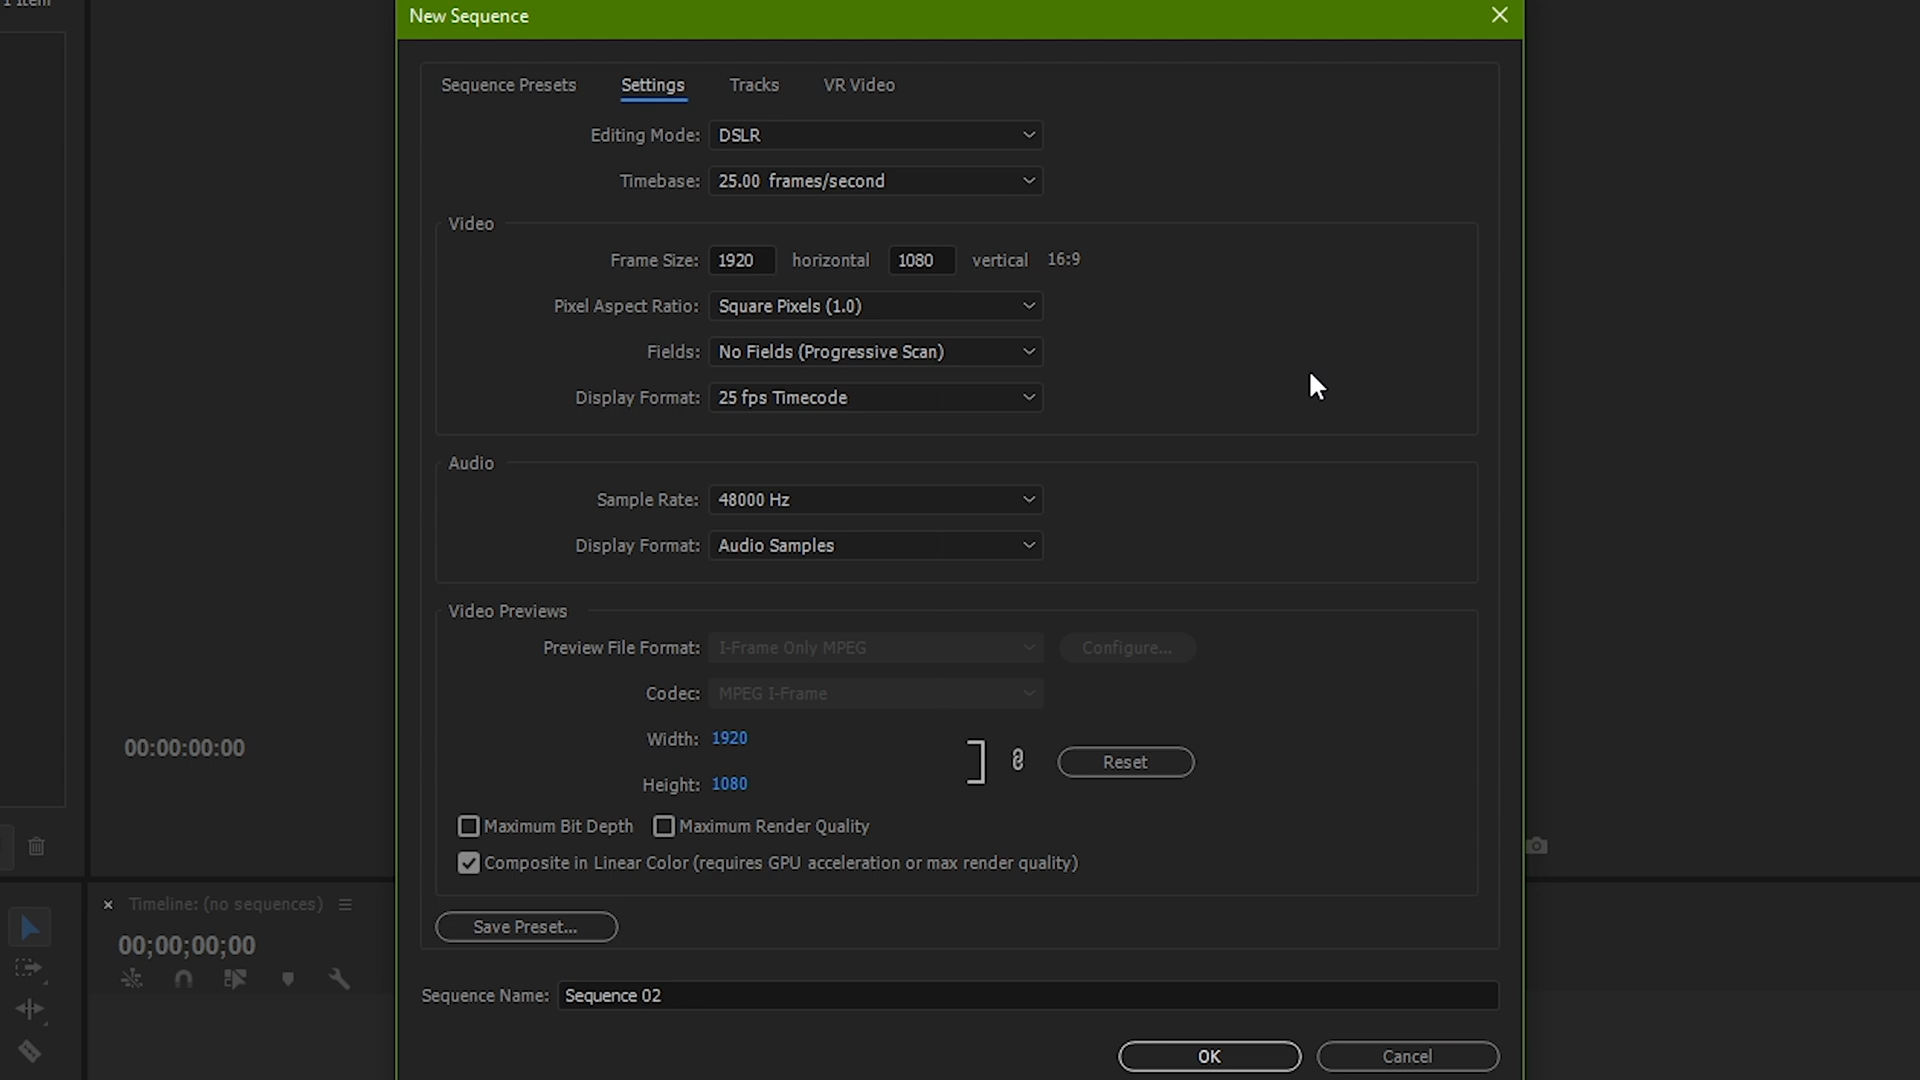 1 Item
New Sequence
Sequence Presets Settings Tracks VR Video
Editing Mode: DSLR
Timebase: 25.00 frames/second
Video
Frame Size: 1920 horizontal 1080 vertical 16:9
Pixel Aspect Ratio: Square Pixels (1.0)
Fields: No Fields (Progressive Scan)
Display Format: 25 fps Timecode
Audio
Sample Rate: 48000 Hz
Display Format: Audio Samples
Video Previews
Preview File Format: I-Frame Only MPEG Configure...
Codec: MPEG I-Frame
Width: 1920
Height: 1080
Reset
00:00:00:00
Maximum Bit Depth Maximum Render Quality
Composite in Linear Color (requires GPU acceleration or max render quality)
Save Preset...
Timeline: (no sequences)
00;00;00;00
Sequence Name: Sequence 02
OK Cancel